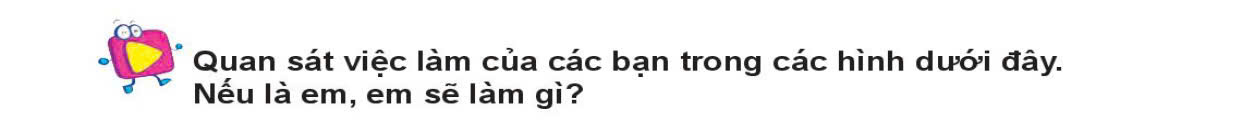 Quan sát việc làm của các bạn trong các hình dưới đây.
Nếu là em, em sẽ làm gì?